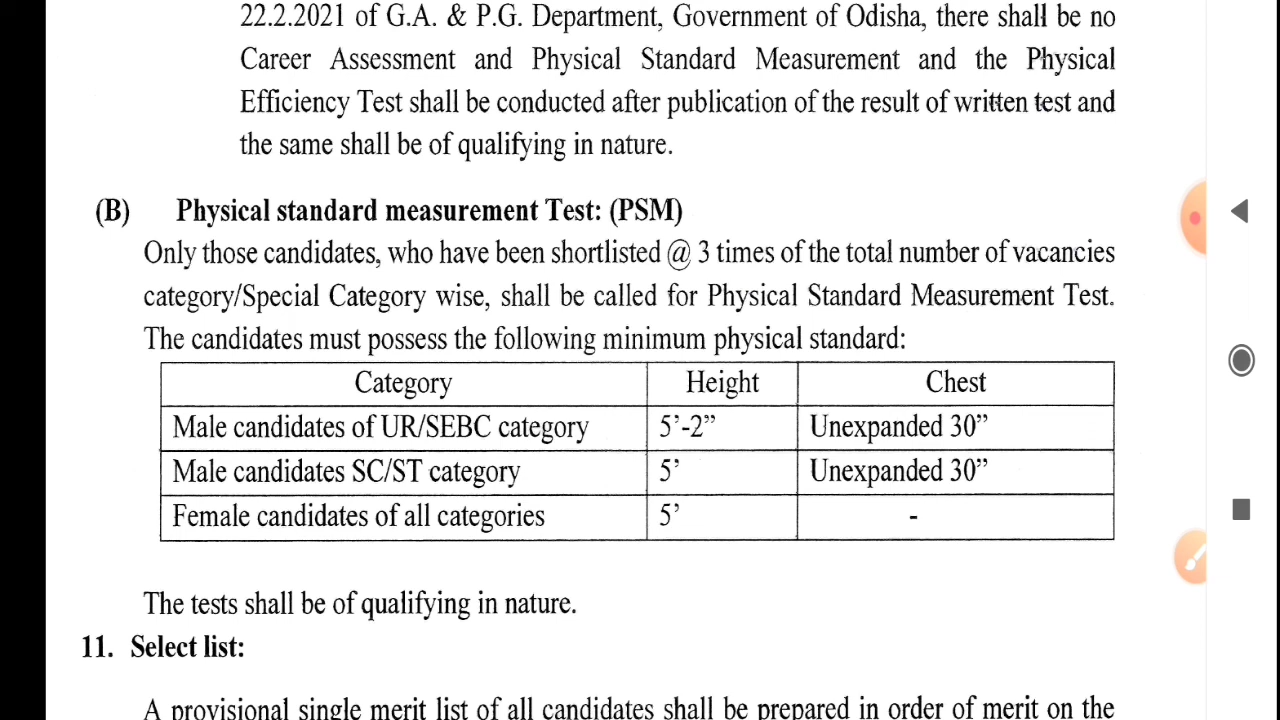 22.2.2021 of G.A. & P.G. Department, Government of Odisha, there shall be no
Career Assessment and Physical Standard Measurement and the Physical
Efficiency Test shall be conducted after publication of the result of written test and
the same shall be of qualifying in nature.
(B) Physical standard measurement Test: (PSM)
Only those candidates, who have been shortlisted @ 3 times of the total number of vacancies
category/Special Category wise, shall be called for Physical Standard Measurement Test.
The candidates must possess the following minimum physical standard:
Category Height Chest
Male candidates of UR/SEBC category 5’-2” Unexpanded 30”
Male candidates SC/ST category 5’ Unexpanded 30”
Female candidates of all categories 5’ -
The tests shall be of qualifying in nature.
11. Select list:
A provisional single merit list of all candidates shall be prepared in order of merit on the